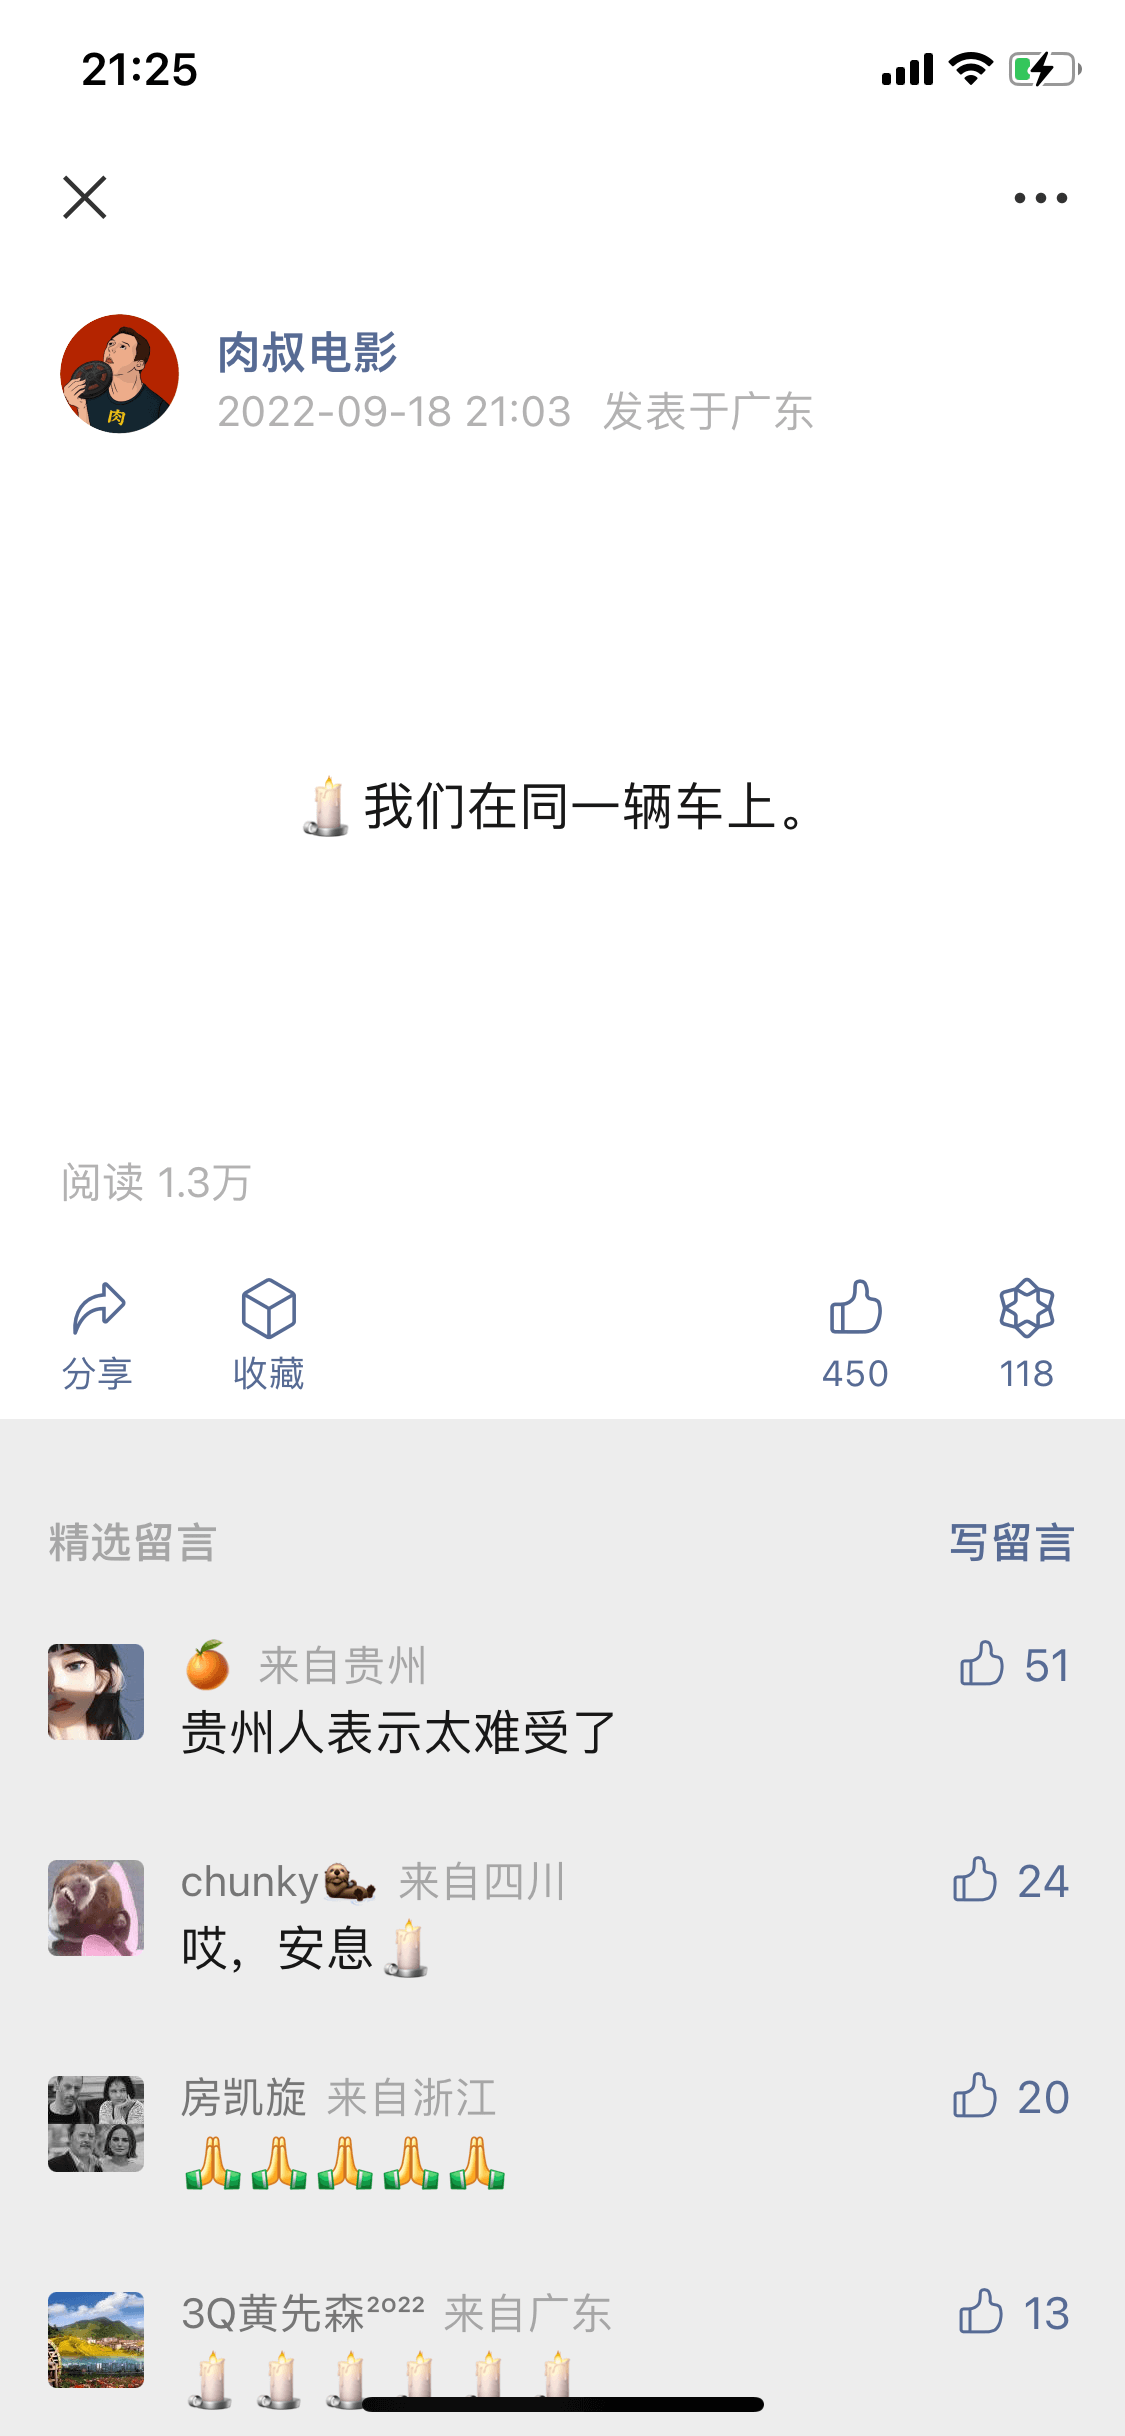 21:25
肉叔电影
肉
2022-09-18 21:03 发表于广东
🕯️我们在同一辆车上。
阅读 1.3万
分享 收藏 450 118
精选留言 写留言
🍊 来自贵州 51
贵州人表示太难受了
chunky🦦 来自四川 24
哎，安息🕯️
房凯旋 来自浙江 20
🙏🙏🙏🙏🙏
3Q黄先森²⁰²² 来自广东 13
🕯️🕯️🕯️🕯️🕯️🕯️